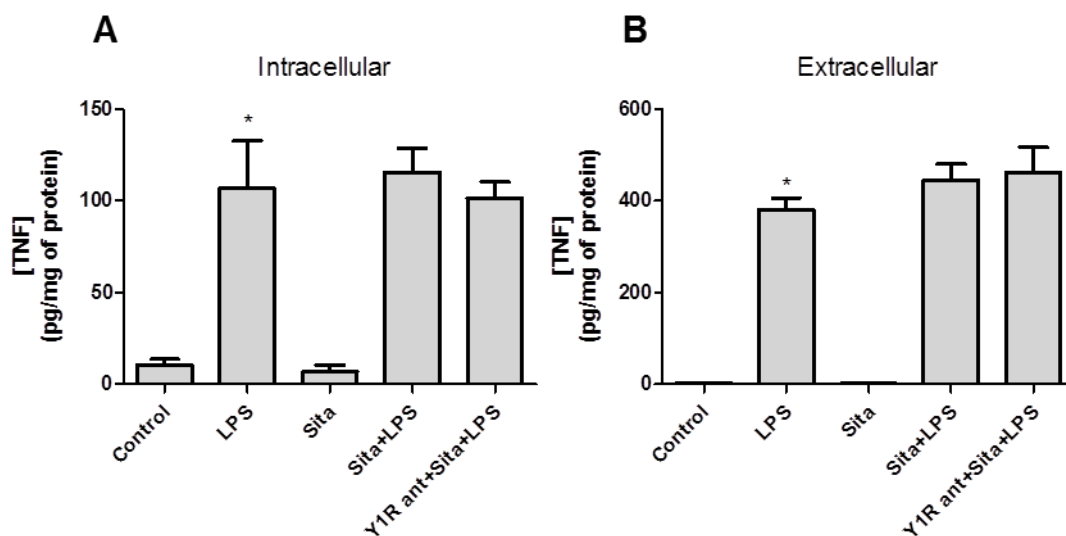 A
Intracellular
[TNF]
(pg/mg of protein)
150
100
50
0
*
Control
LPS
Sita
Sita+LPS
Y1R ant+Sita+LPS
B
Extracellular
[TNF]
(pg/mg of protein)
600
400
200
0
*
Control
LPS
Sita
Sita+LPS
Y1R ant+Sita+LPS